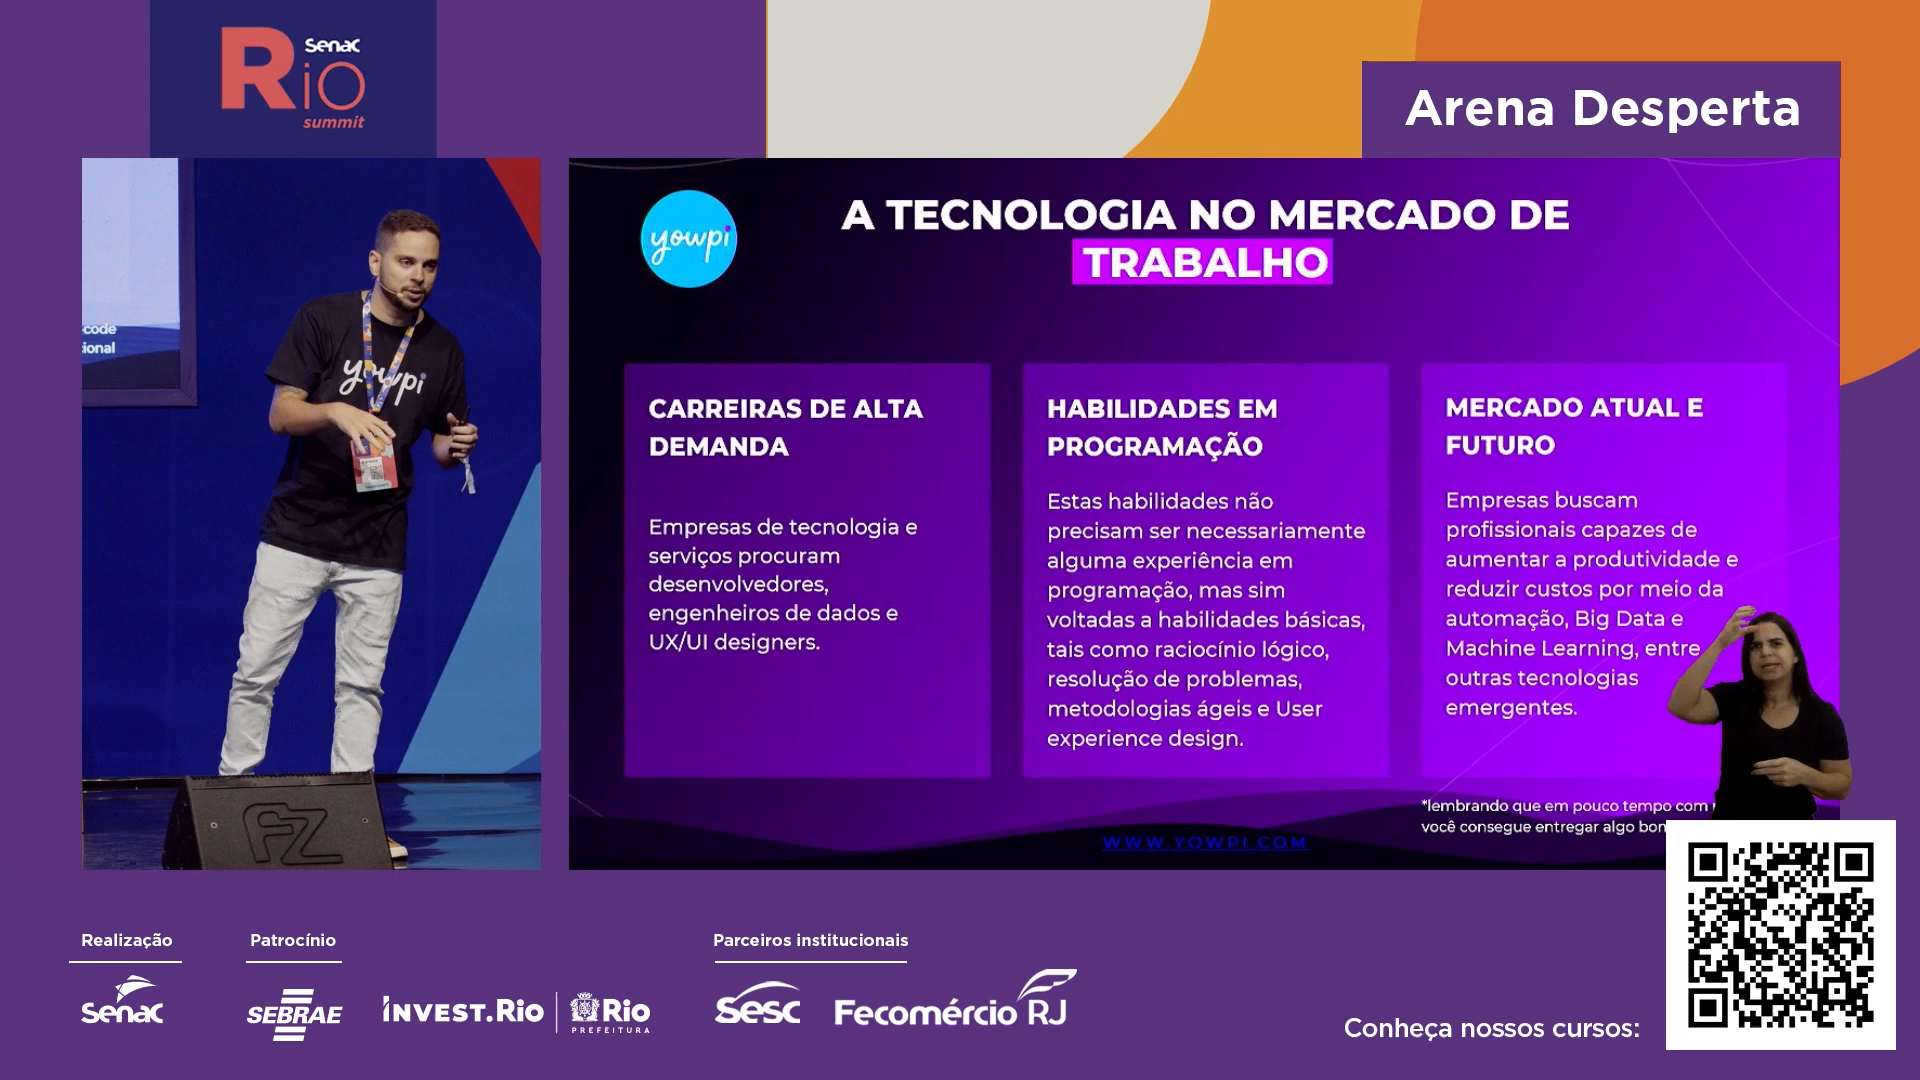 Senac
Rio
summit
Arena Desperta
code
ional
yowpi
yowpi
A TECNOLOGIA NO MERCADO DE
TRABALHO
CARREIRAS DE ALTA
DEMANDA
Empresas de tecnologia e
serviços procuram
desenvolvedores,
engenheiros de dados e
UX/UI designers.
HABILIDADES EM
PROGRAMAÇÃO
Estas habilidades não
precisam ser necessariamente
alguma experiência em
programação, mas sim
voltadas a habilidades básicas,
tais como raciocínio lógico,
resolução de problemas,
metodologias ágeis e User
experience design.
MERCADO ATUAL E
FUTURO
Empresas buscam
profissionais capazes de
aumentar a produtividade e
reduzir custos por meio da
automação, Big Data e
Machine Learning, entre
outras tecnologias
emergentes.
*lembrando que em pouco tempo com
você consegue entregar algo
WWW.YOWPI.COM
FZ
Realização
Senac
Patrocínio
SEBRAE
INVEST.Rio
Rio
PREFEITURA
Parceiros institucionais
Sesc
Fecomércio RJ
Conheça nossos cursos: